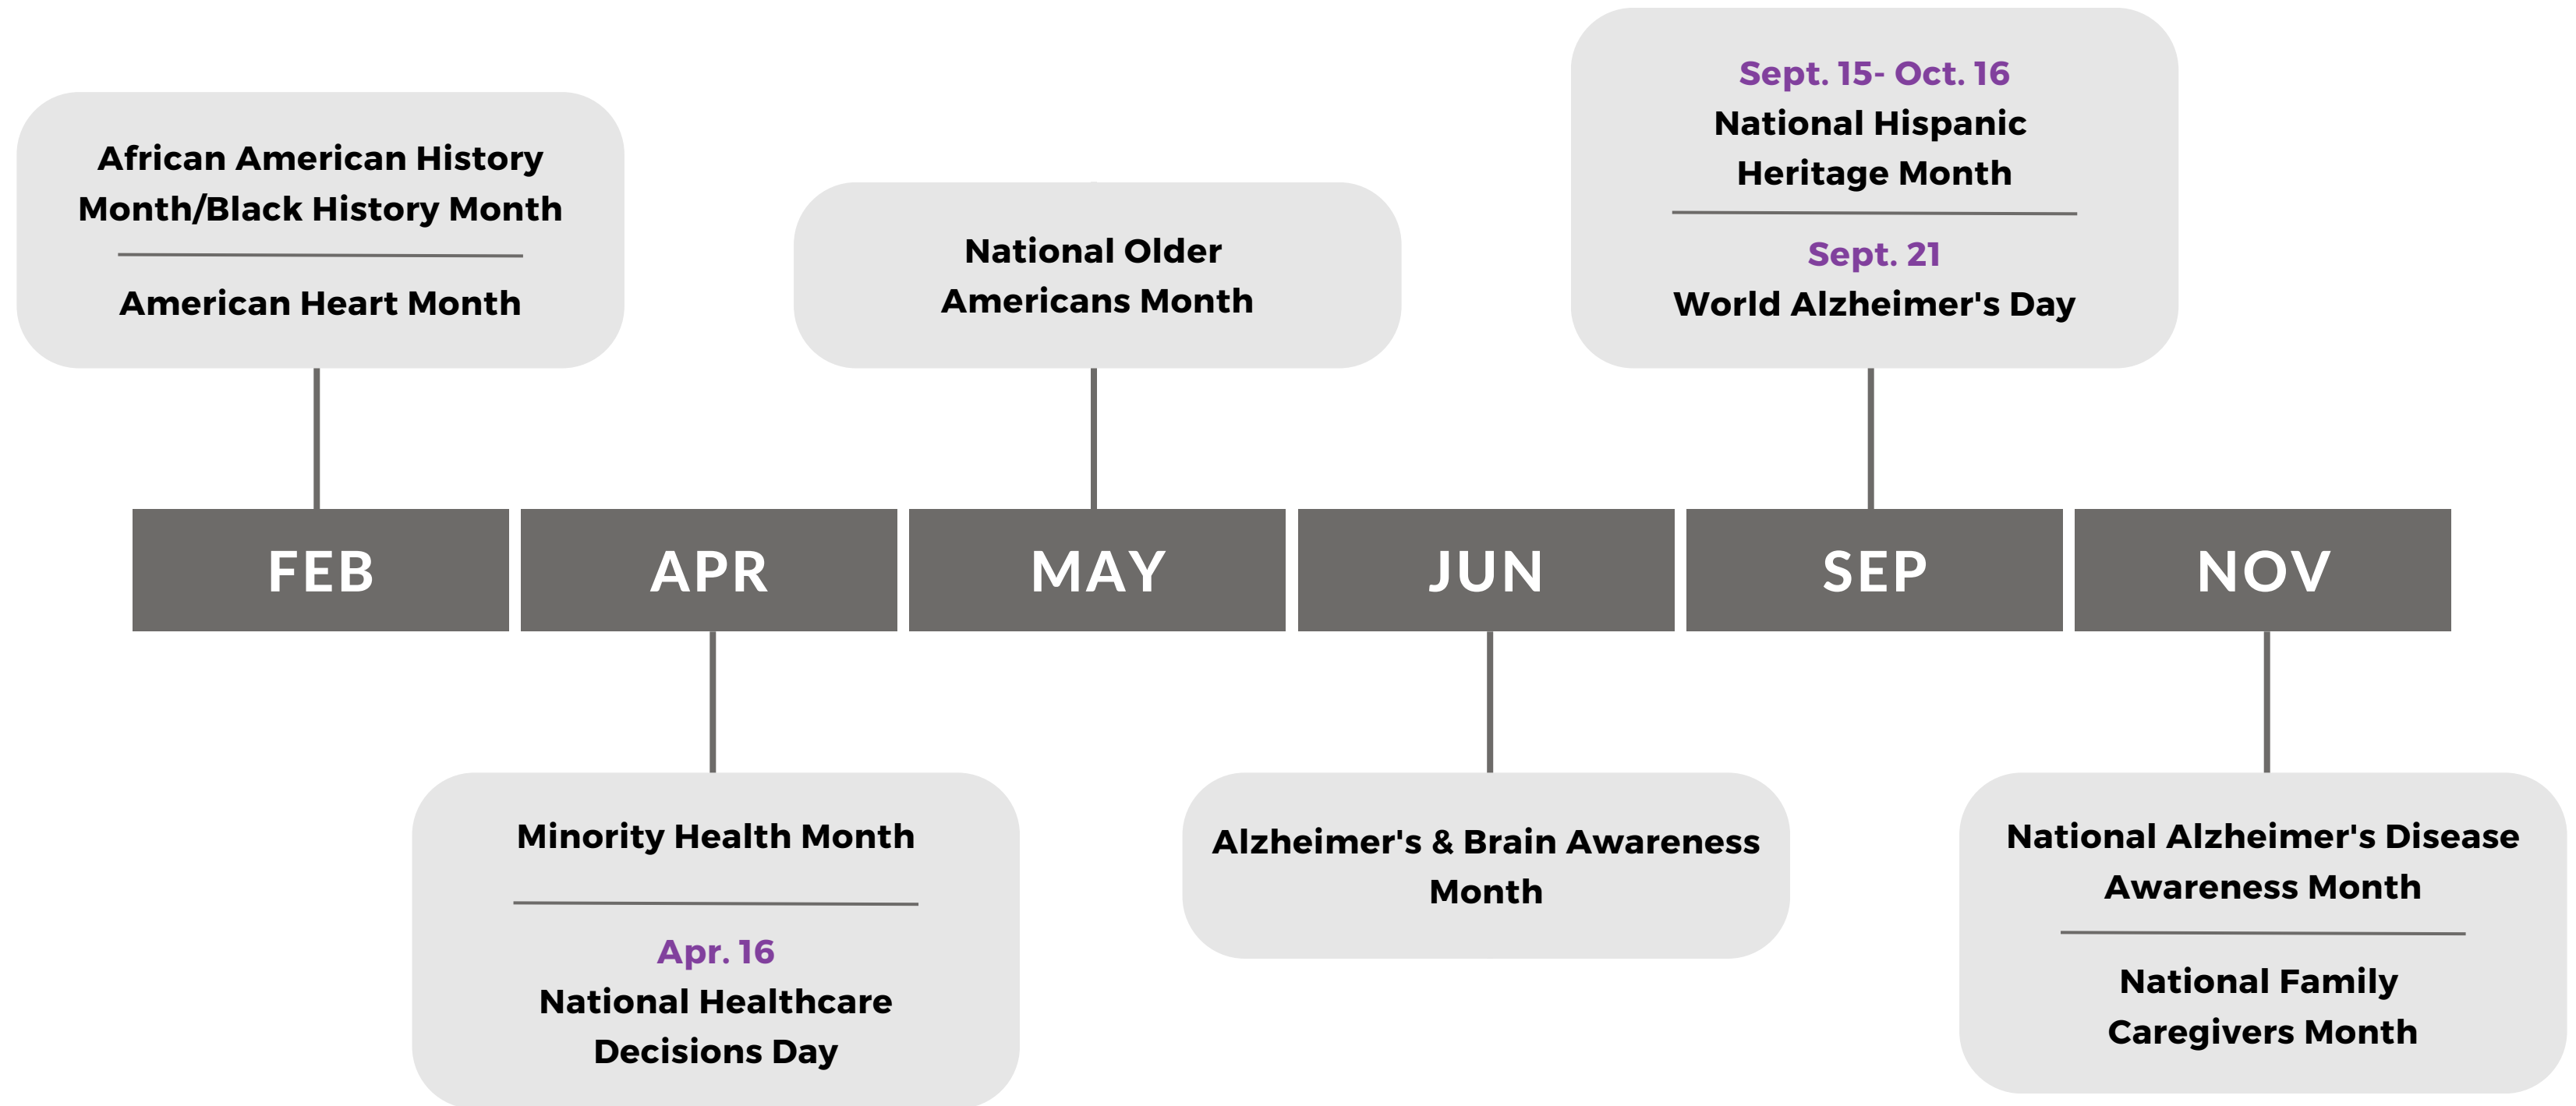 African American History
Month/Black History Month
American Heart Month
National Older
Americans Month
Sept. 15- Oct. 16
National Hispanic
Heritage Month
Sept. 21
World Alzheimer's Day
FEB
APR
MAY
JUN
SEP
NOV
Minority Health Month
Apr. 16
National Healthcare
Decisions Day
Alzheimer's & Brain Awareness
Month
National Alzheimer's Disease
Awareness Month
National Family
Caregivers Month